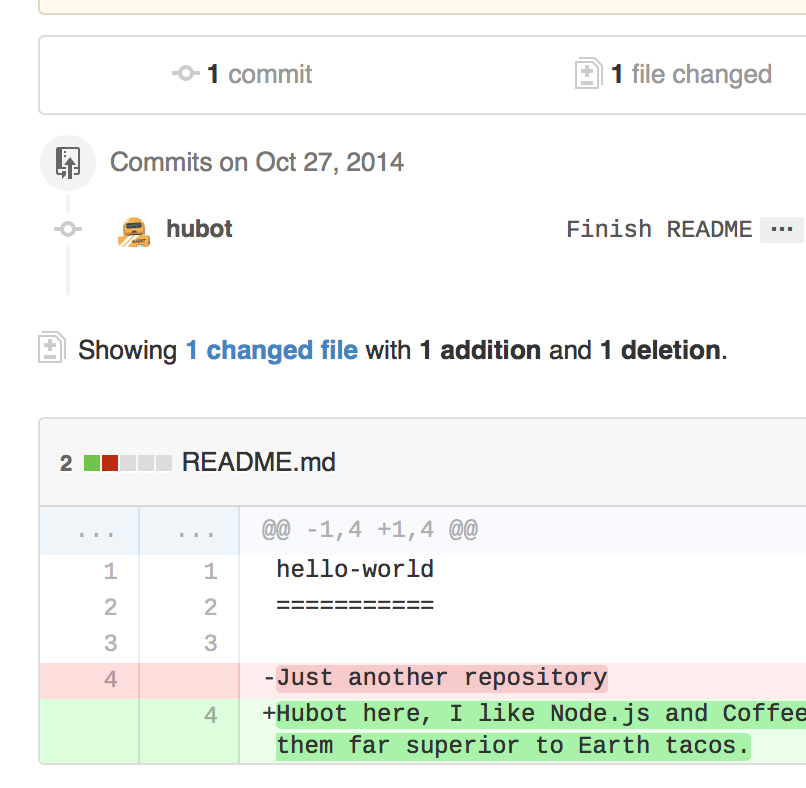 1 commit
1 file changed
Commits on Oct 27, 2014
hubot
Finish README ...
Showing 1 changed file with 1 addition and 1 deletion.
2 README.md
... ... @@ -1,4 +1,4 @@
1 1 hello-world
2 2 ===========
3 3
4 -Just another repository
4 +Hubot here, I like Node.js and Coffee
them far superior to Earth tacos.